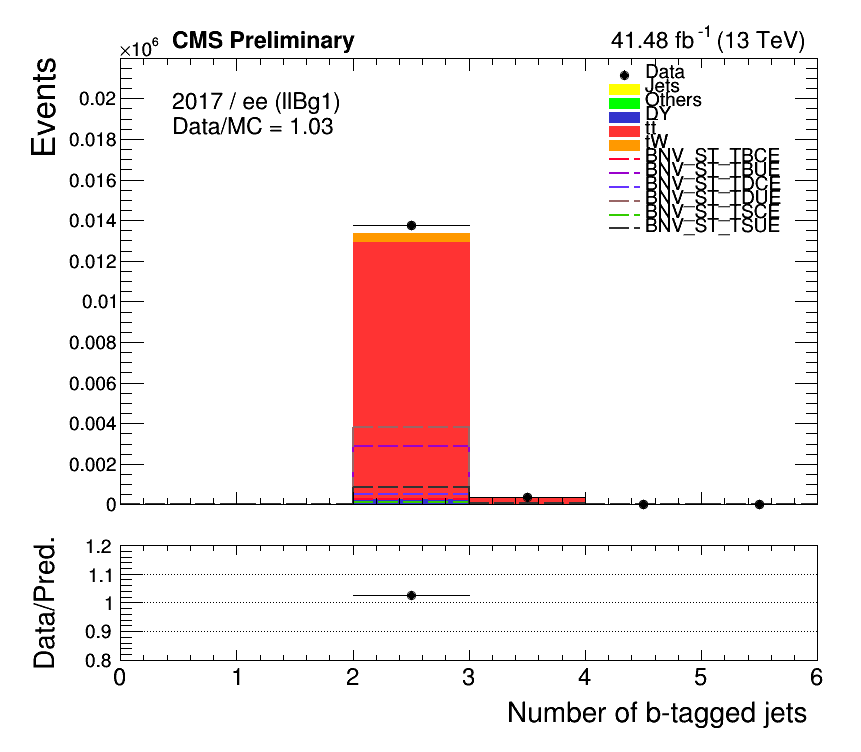 ×10⁶ CMS Preliminary 41.48 fb⁻¹ (13 TeV)
Events
2017 / ee (llBg1)
Data/MC = 1.03
Data
Jets
Others
DY
tt
tW
BNV_ST_TBCE
BNV_ST_TBUE
BNV_ST_TDCE
BNV_ST_TDUE
BNV_ST_TSCE
BNV_ST_TSUE
0.02
0.018
0.016
0.014
0.012
0.01
0.008
0.006
0.004
0.002
0
Data/Pred.
1.2
1.1
1
0.9
0.8
0 1 2 3 4 5 6
Number of b-tagged jets